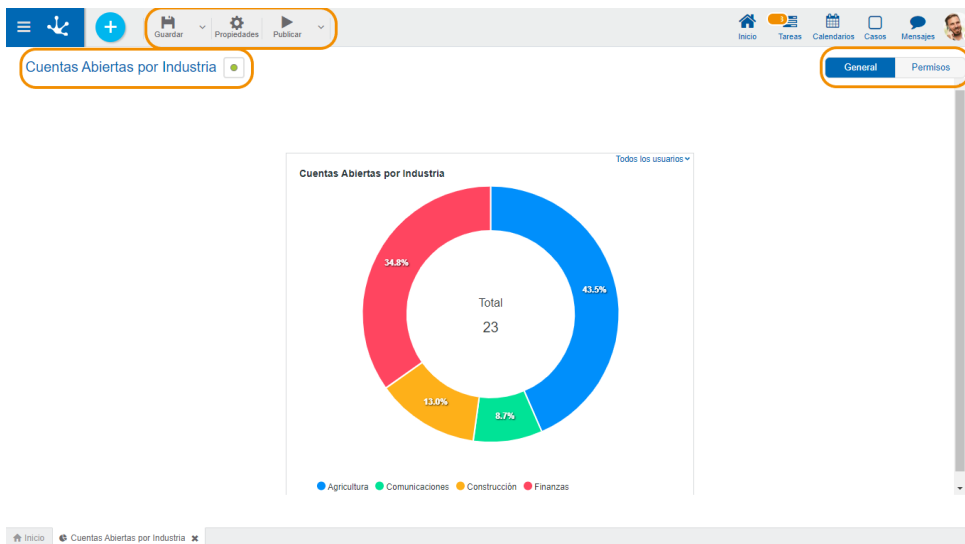 Guardar Propiedades Publicar
Inicio Tareas Calendarios Casos Mensajes
Cuentas Abiertas por Industria
General Permisos
Todos los usuarios
Cuentas Abiertas por Industria
34.8%
43.5%
Total
23
13.0%
8.7%
Agricultura Comunicaciones Construcción Finanzas
Inicio Cuentas Abiertas por Industria